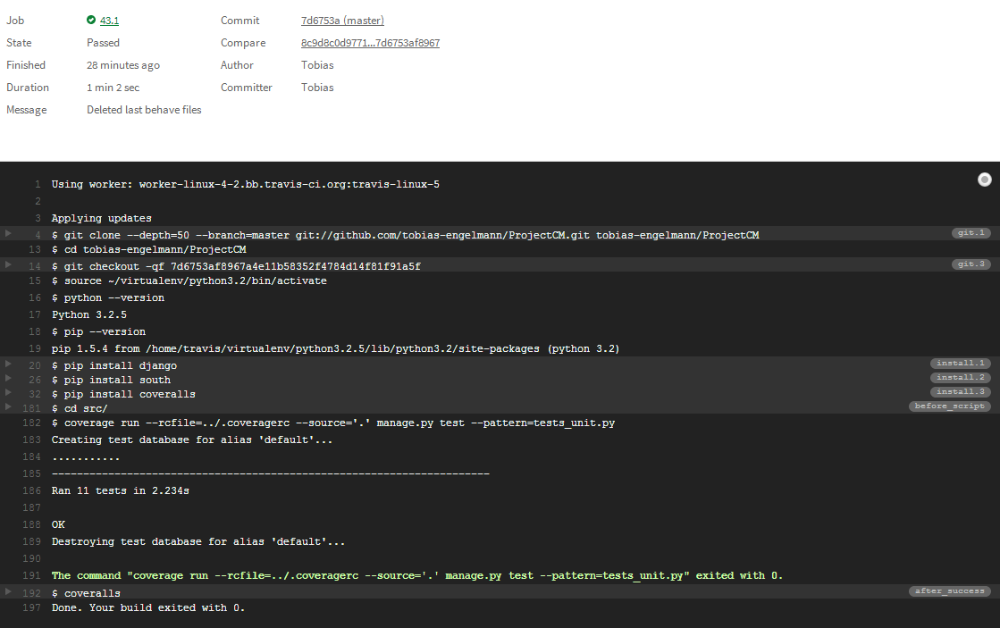 Job 43.1 Commit 7d6753a (master)
State Passed Compare 8c9d8c0d9771...7d6753af8967
Finished 28 minutes ago Author Tobias
Duration 1 min 2 sec Committer Tobias
Message Deleted last behave files
1 Using worker: worker-linux-4-2.bb.travis-ci.org:travis-linux-5
2
3 Applying updates
4 $ git clone --depth=50 --branch=master git://github.com/tobias-engelmann/ProjectCM.git tobias-engelmann/ProjectCM git.1
13 $ cd tobias-engelmann/ProjectCM
14 $ git checkout -qf 7d6753af8967a4e11b58352f4784d14f81f91a5f git.3
15 $ source ~/virtualenv/python3.2/bin/activate
16 $ python --version
17 Python 3.2.5
18 $ pip --version
19 pip 1.5.4 from /home/travis/virtualenv/python3.2.5/lib/python3.2/site-packages (python 3.2)
20 $ pip install django install.1
26 $ pip install south install.2
32 $ pip install coveralls install.3
181 $ cd src/ before_script
182 $ coverage run --rcfile=../.coveragerc --source='.' manage.py test --pattern=tests_unit.py
183 Creating test database for alias 'default'...
184 ...........
185 ----------------------------------------------------------------------
186 Ran 11 tests in 2.234s
187
188 OK
189 Destroying test database for alias 'default'...
190
191 The command "coverage run --rcfile=../.coveragerc --source='.' manage.py test --pattern=tests_unit.py" exited with 0.
192 $ coveralls after_success
197 Done. Your build exited with 0.